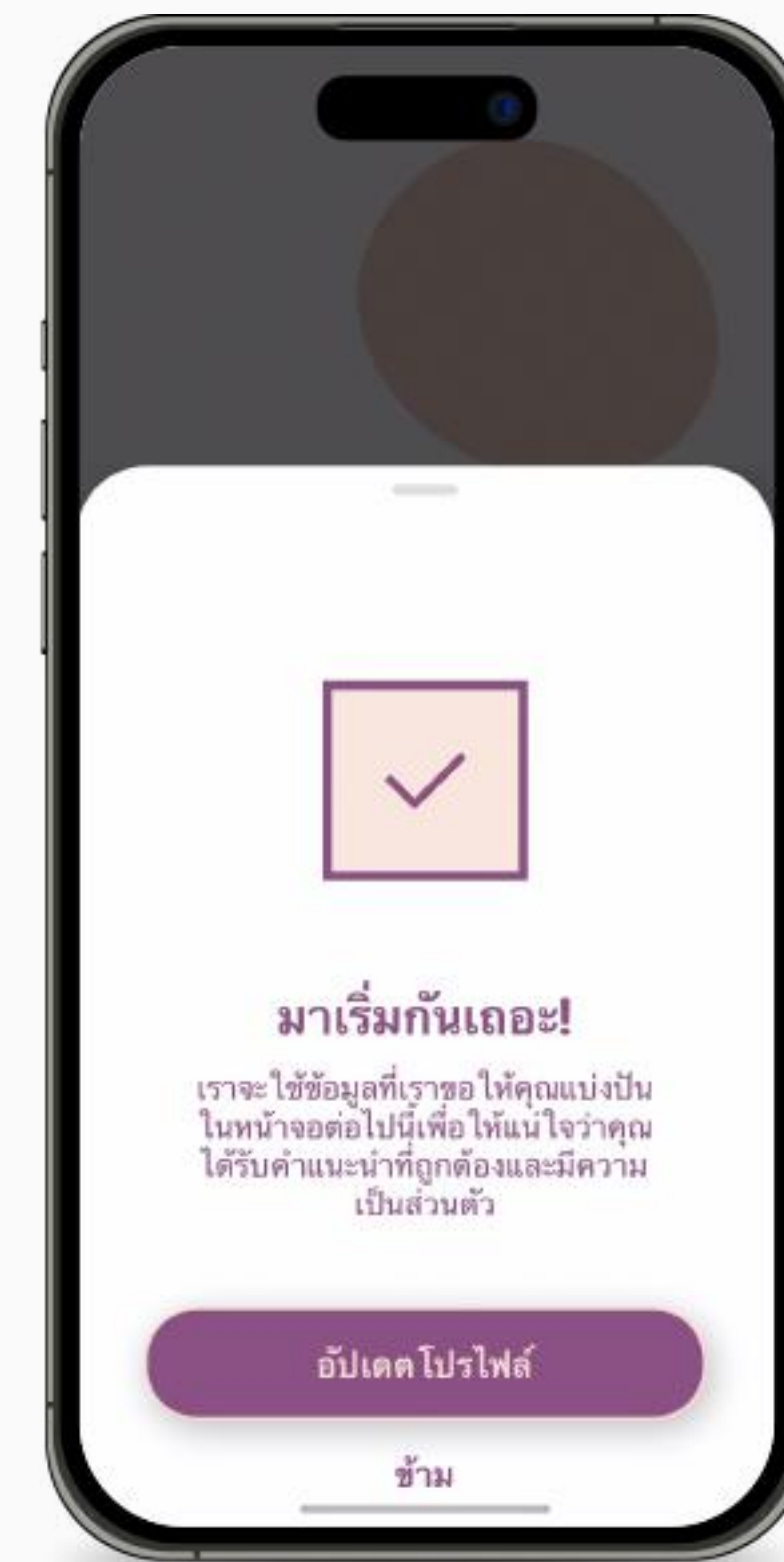 มาเริ่มกันเถอะ!
เราจะใช้ข้อมูลที่เราขอให้คุณแบ่งปัน
ในหน้าจอต่อไปนี้เพื่อให้แน่ใจว่าคุณ
ได้รับคำแนะนำที่ถูกต้องและมีความ
เป็นส่วนตัว
อัปเดตโปรไฟล์
ข้าม